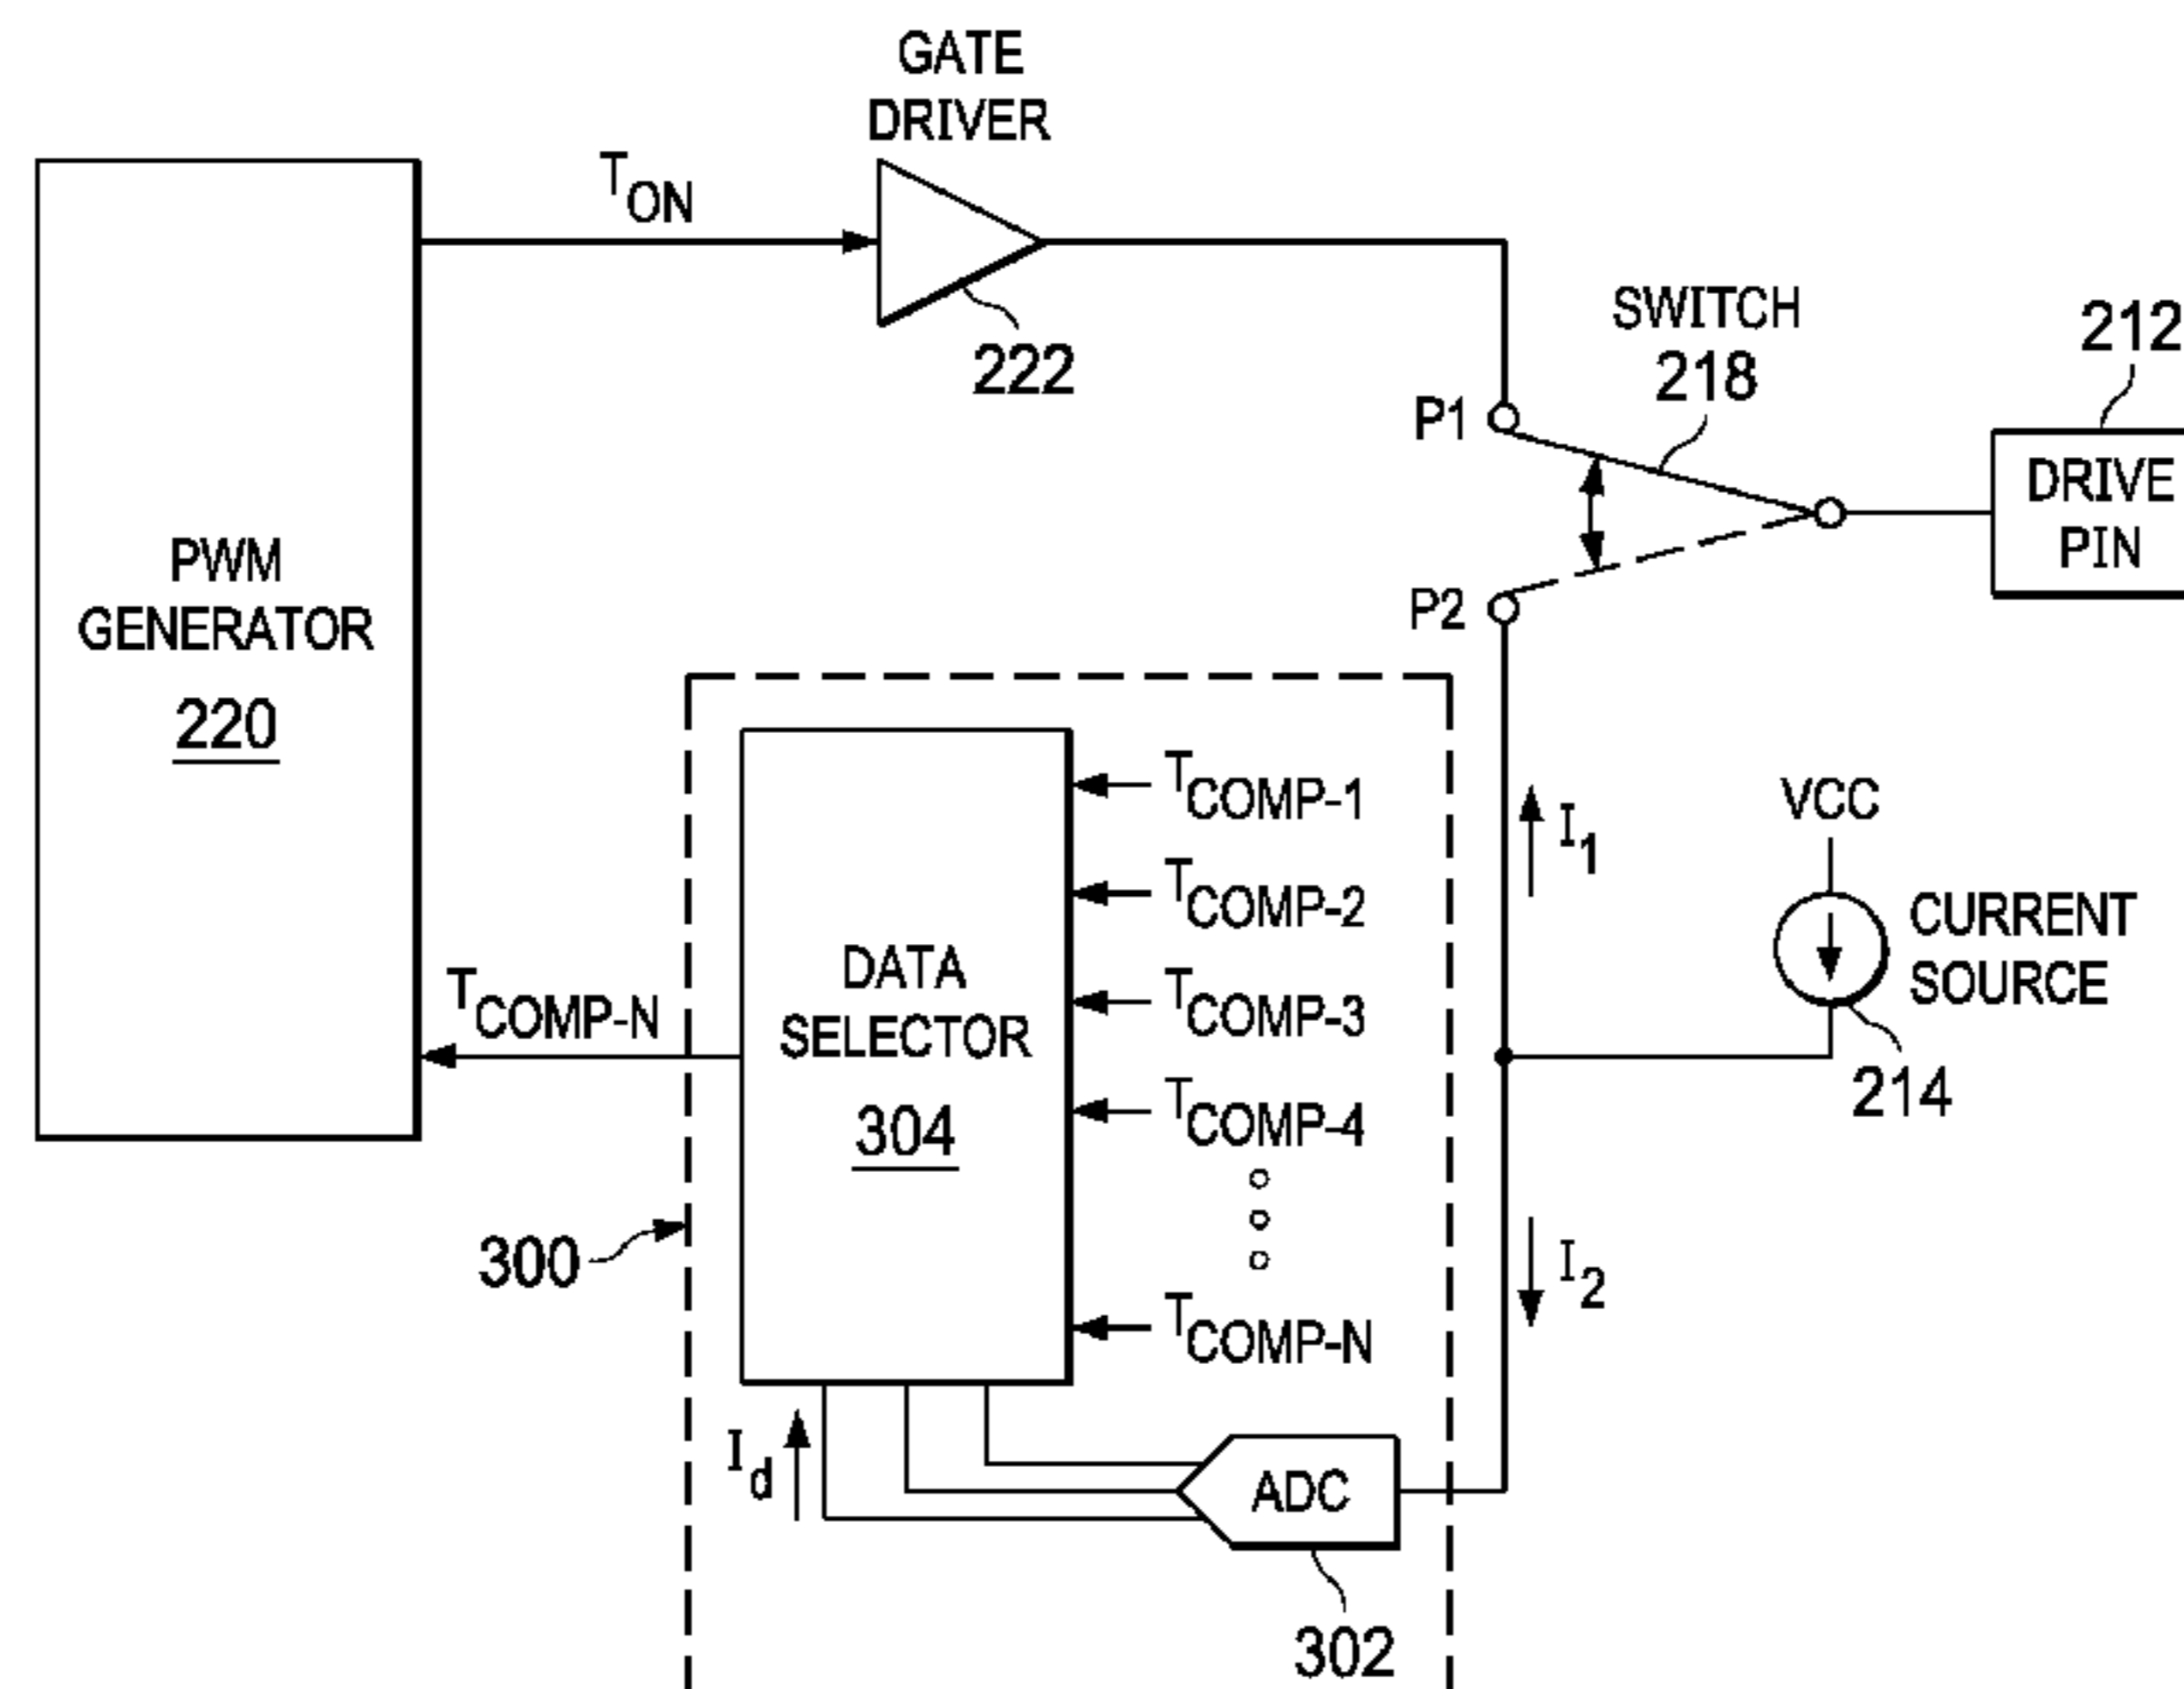 GATE
DRIVER
TON
222
SWITCH
218
212
P1
DRIVE
PIN
PWM
GENERATOR
220
P2
TCOMP-1
I1
VCC
TCOMP-2
CURRENT
SOURCE
DATA
SELECTOR
304
TCOMP-N
TCOMP-3
214
TCOMP-4
300
I2
TCOMP-N
Id
ADC
302